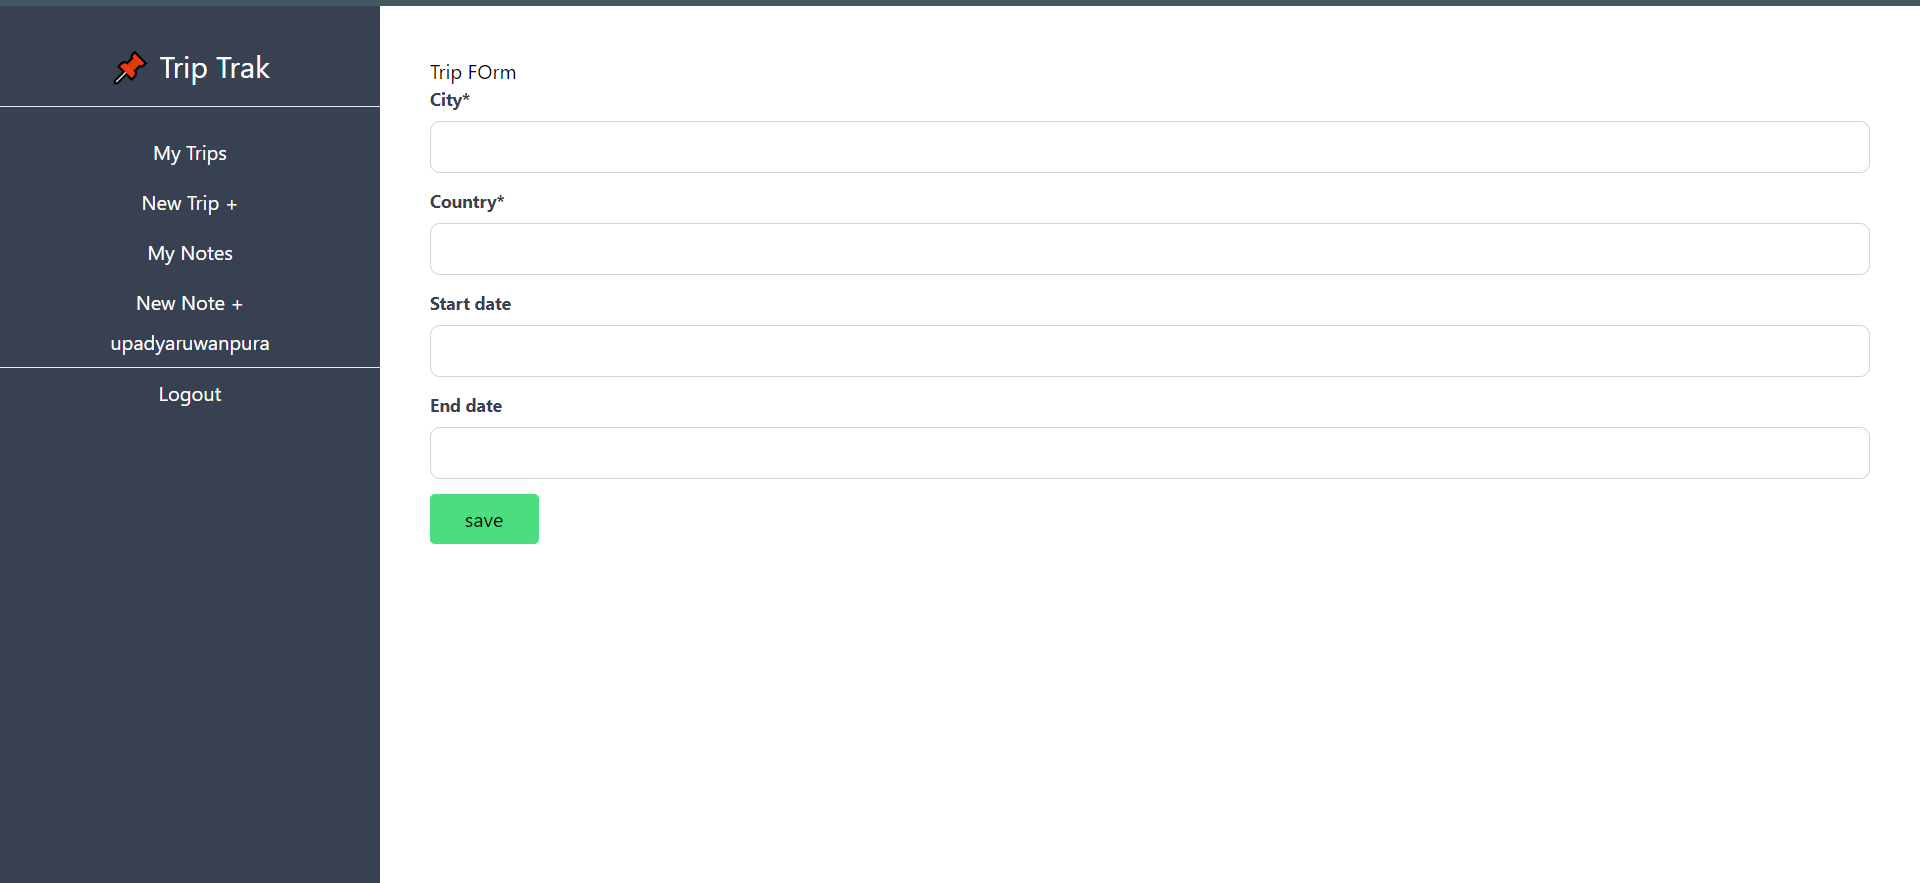 Trip Trak
My Trips
New Trip +
My Notes
New Note +
upadyaruwanpura
Logout
Trip FOrm
City*
Country*
Start date
End date
save